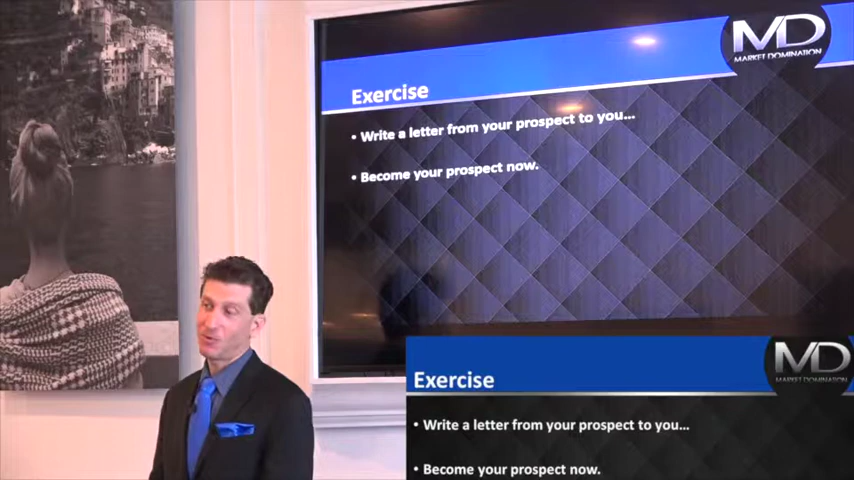 MD
MARKET DOMINATION
Exercise
• Write a letter from your prospect to you...
• Become your prospect now.
MD
MARKET DOMINATION
Exercise
• Write a letter from your prospect to you...
• Become your prospect now.